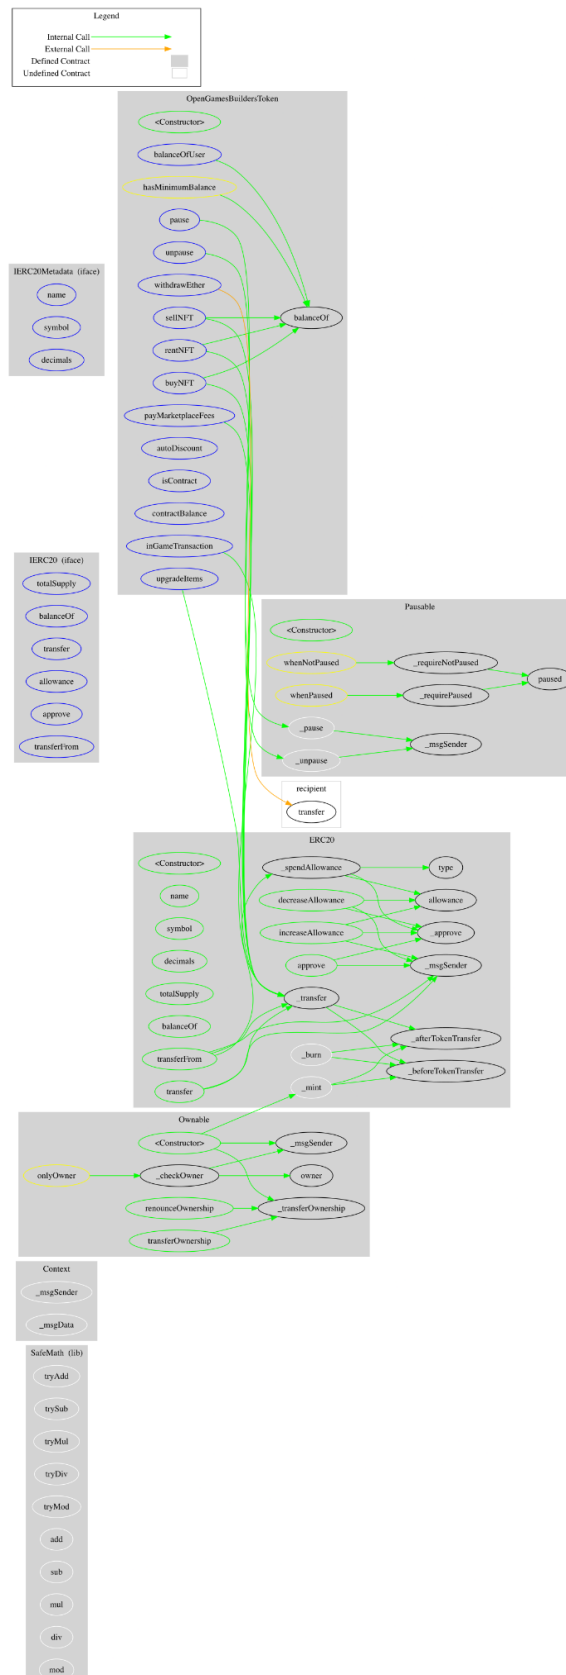 Legend
Internal Call
External Call
Defined Contract
Undefined Contract
OpenGamesBuildersToken
<Constructor>
balanceOfUser
hasMinimumBalance
pause
unpause
withdrawEther
sellNFT
rentNFT
buyNFT
payMarketplaceFees
autoDiscount
isContract
contractBalance
inGameTransaction
upgradeItems
balanceOf
IERC20Metadata (iface)
name
symbol
decimals
IERC20 (iface)
totalSupply
balanceOf
transfer
allowance
approve
transferFrom
Pausable
<Constructor>
whenNotPaused
whenPaused
_pause
_unpause
_requireNotPaused
_requirePaused
_msgSender
paused
recipient
transfer
ERC20
<Constructor>
name
symbol
decimals
totalSupply
balanceOf
transferFrom
transfer
_spendAllowance
decreaseAllowance
increaseAllowance
approve
_transfer
_burn
_mint
type
allowance
_approve
_msgSender
_afterTokenTransfer
_beforeTokenTransfer
Ownable
onlyOwner
<Constructor>
_checkOwner
renounceOwnership
transferOwnership
_msgSender
owner
_transferOwnership
Context
_msgSender
_msgData
SafeMath (lib)
tryAdd
trySub
tryMul
tryDiv
tryMod
add
sub
mul
div
mod